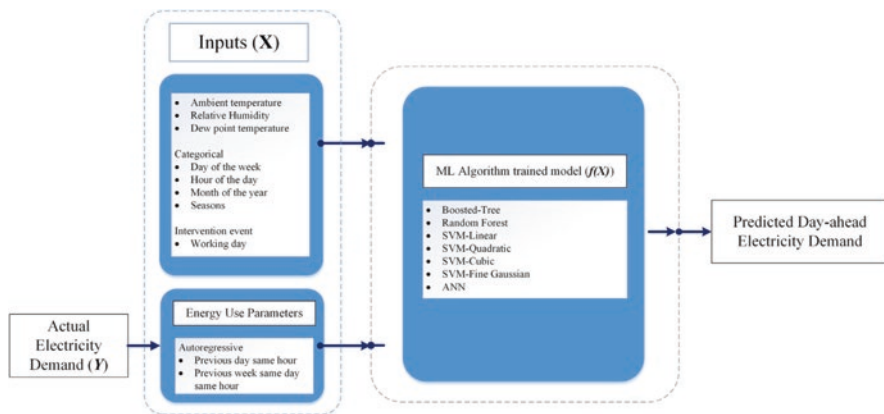 Inputs (X)
• Ambient temperature
• Relative Humidity
• Dew point temperature
Categorical
• Day of the week
• Hour of the day
• Month of the year
• Seasons
Intervention event
• Working day
Actual
Electricity
Demand (Y)
Energy Use Parameters
Autoregressive
• Previous day same hour
• Previous week same day
same hour
ML Algorithm trained model (f(X))
• Boosted-Tree
• Random Forest
• SVM-Linear
• SVM-Quadratic
• SVM-Cubic
• SVM-Fine Gaussian
• ANN
Predicted Day-ahead
Electricity Demand